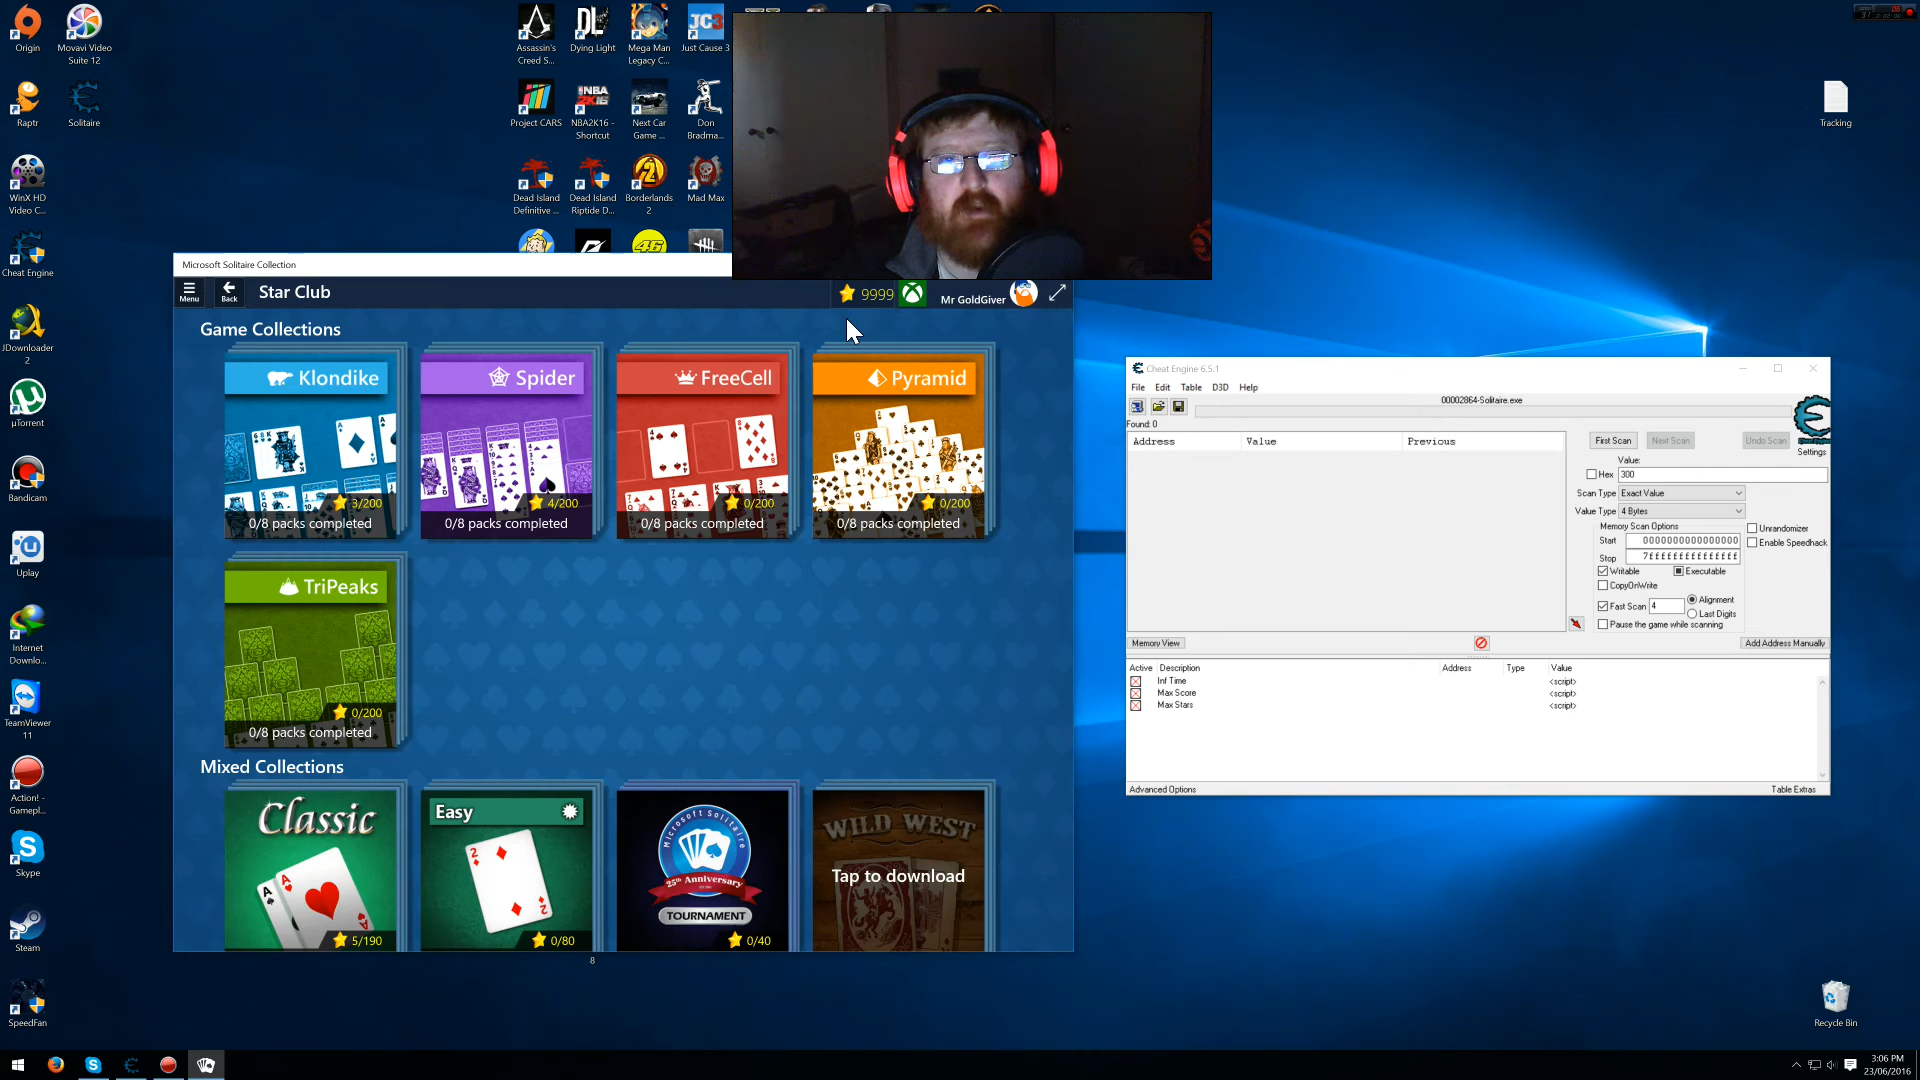 Origin
Movavi Video
Suite 12
Raptr
Solitaire
WinX HD
Video C...
Cheat Engine
JDownloader
2
µTorrent
Bandicam
Uplay
Internet
Downlo...
TeamViewer
11
Action! -
Gamepl...
Skype
Steam
SpeedFan
Assassin's
Creed S...
Dying Light
Mega Man
Legacy C...
JC3
Just Cause 3
Project CARS
NBA
2K16
NBA2K16 -
Shortcut
Next Car
Game ...
Don
Bradma...
Dead Island
Definitive ...
Dead Island
Riptide D...
Borderlands
2
Mad Max
Tracking
Recycle Bin
Microsoft Solitaire Collection
Menu
Back
Star Club
9999
Mr GoldGiver
Game Collections
Klondike
3/200
0/8 packs completed
Spider
4/200
0/8 packs completed
FreeCell
0/200
0/8 packs completed
Pyramid
0/200
0/8 packs completed
TriPeaks
0/200
0/8 packs completed
Mixed Collections
Classic
5/190
Easy
0/80
Microsoft Solitaire
25th Anniversary
TOURNAMENT
0/40
WILD WEST
Tap to download
8
Cheat Engine 6.5.1
File Edit Table D3D Help
00002864-Solitaire.exe
Found: 0
Address Value Previous
First Scan Next Scan Undo Scan
Settings
Value:
Hex 300
Scan Type Exact Value
Value Type 4 Bytes
Memory Scan Options
Start 0000000000000000
Stop 7fffffffffffffff
Writable Executable
CopyOnWrite
Fast Scan 4 Alignment
Last Digits
Pause the game while scanning
Unrandomizer
Enable Speedhack
Memory View
Add Address Manually
Active Description Address Type Value
Inf Time <script>
Max Score <script>
Max Stars <script>
Advanced Options
Table Extras
3:06 PM
23/06/2016